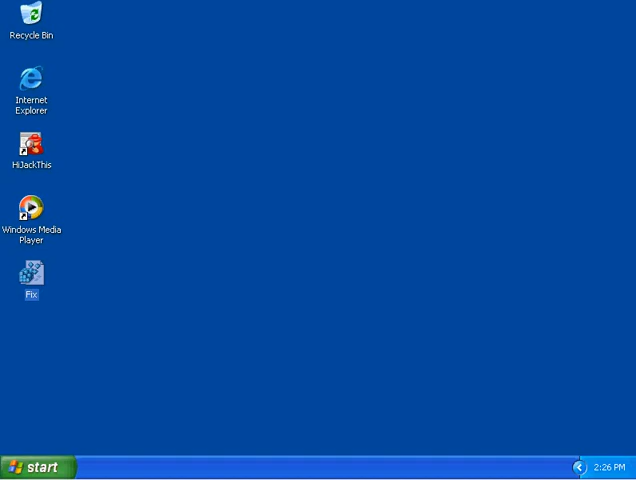 Recycle Bin
Internet
Explorer
HiJackThis
Windows Media
Player
Fix
start
2:26 PM